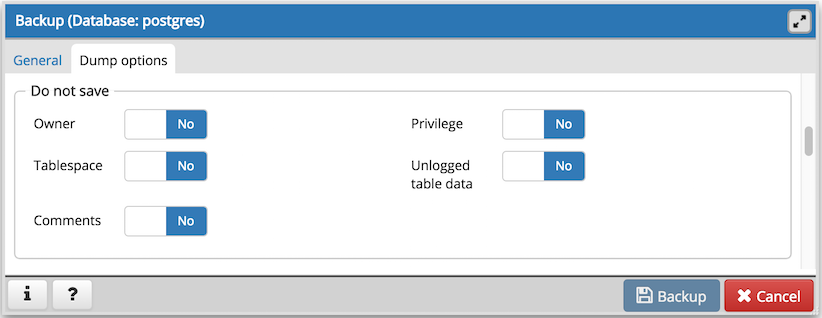 Backup (Database: postgres)
General Dump options
Do not save
Owner No Privilege No
Tablespace No Unlogged No
table data
Comments No
i ? Backup Cancel